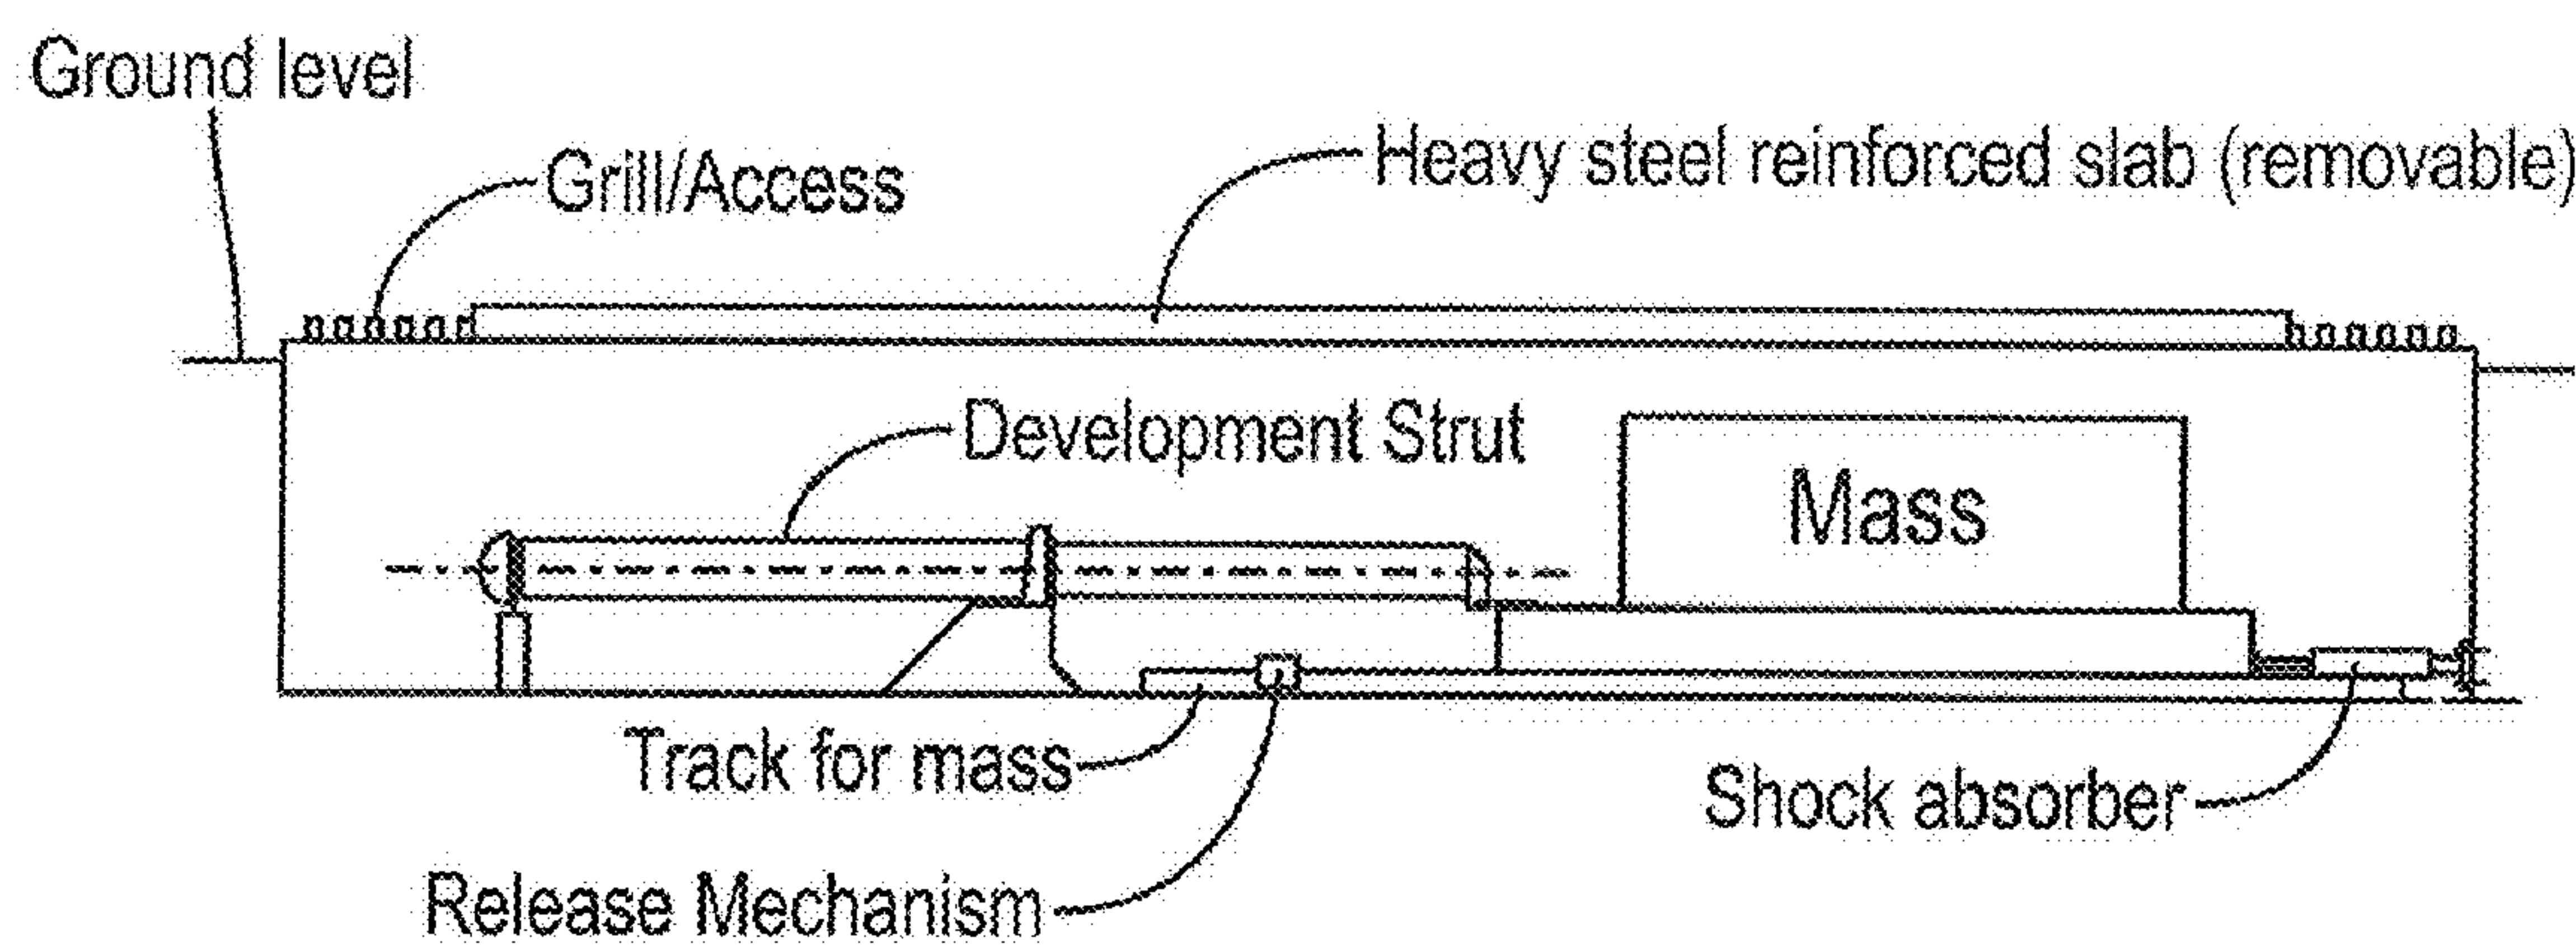 Ground level
Grill/Access
Heavy steel reinforced slab (removable)
Development Strut
Mass
Track for mass
Shock absorber
Release Mechanism